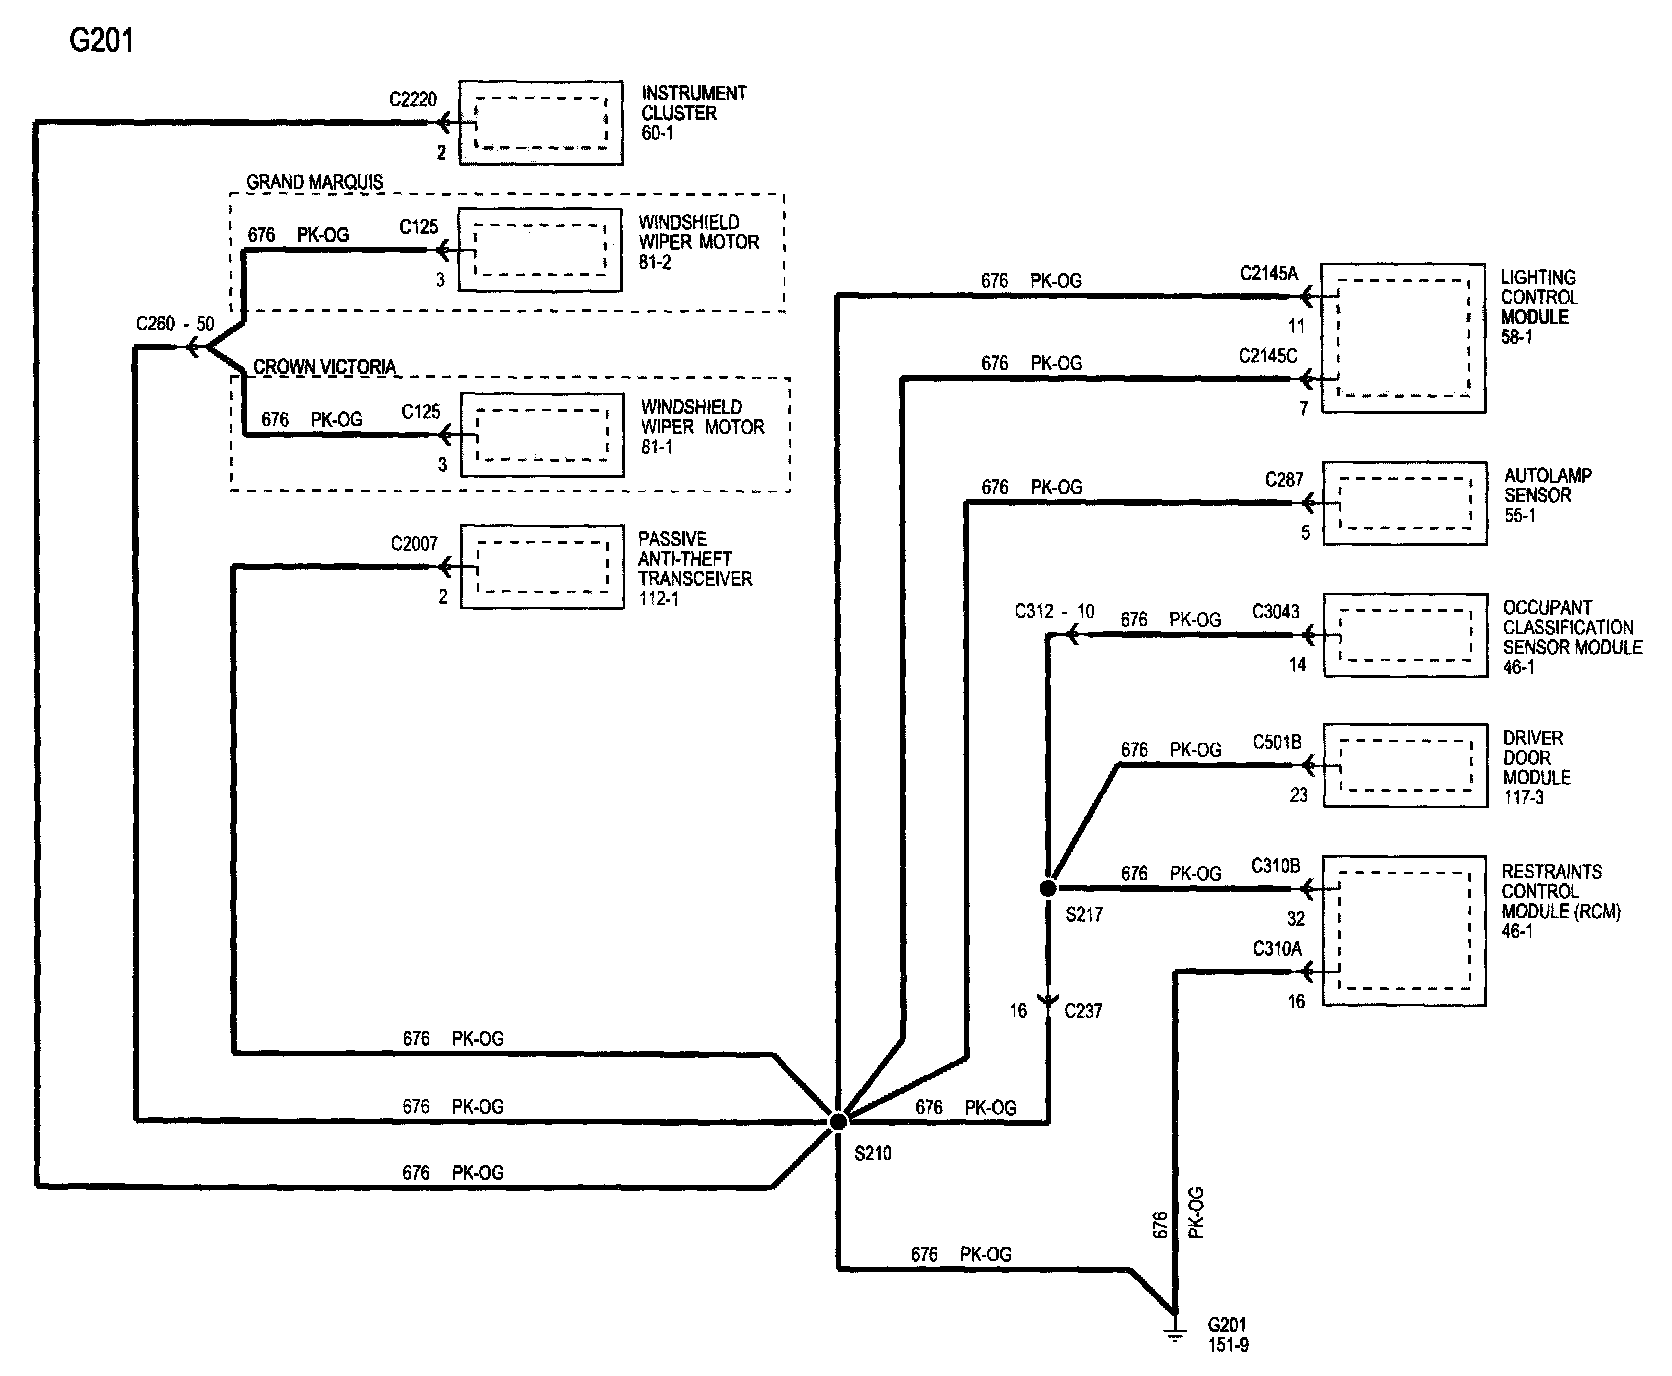 G201
C2220
2
INSTRUMENT
CLUSTER
60-1
GRAND MARQUIS
676 PK-OG
C125
3
WINDSHIELD
WIPER MOTOR
81-2
C260 - 50
CROWN VICTORIA
676 PK-OG
C125
3
WINDSHIELD
WIPER MOTOR
81-1
C2007
2
PASSIVE
ANTI-THEFT
TRANSCEIVER
112-1
676 PK-OG
C2145A
11
LIGHTING
CONTROL
MODULE
58-1
676 PK-OG
C2145C
7
676 PK-OG
C287
5
AUTOLAMP
SENSOR
55-1
C312 - 10
676 PK-OG
C3043
14
OCCUPANT
CLASSIFICATION
SENSOR MODULE
46-1
676 PK-OG
C501B
23
DRIVER
DOOR
MODULE
117-3
676 PK-OG
C310B
32
S217
RESTRAINTS
CONTROL
MODULE (RCM)
46-1
C310A
16
16 C237
676 PK-OG
676 PK-OG
676 PK-OG
676 PK-OG
S210
676 PK-OG
676 PK-OG
G201
151-9